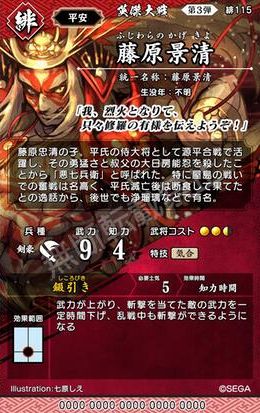 緋
平安
英傑大戦
第3弾
緋115
ふじわらの かげ きよ
藤原景清
統一名称：藤原景清
生没年：不明
「我、烈火となりて、
只々修羅の有様を伝えようぞ！」
藤原忠清の子。平氏の侍大将として源平合戦で活
躍し、その勇猛さと叔父の大日房能忍を殺したこ
とから「悪七兵衛」と呼ばれた。特に屋島の戦い
での奮戦は名高く、平氏滅亡後は断食して果てた
との逸話から、後世でも浄瑠璃などで有名。
兵種 武力 知力 武将コスト
剣豪 9 4
特技 気合
しころびき 必要士気 効果時間
錣引き 5 知力時間
効果範囲
武力が上がり、斬撃を当てた敵の武力を一
定時間下げ、乱戦中も斬撃ができるように
なる
Illustration:七原しえ
©SEGA
0000-0000-0000-0000-0000